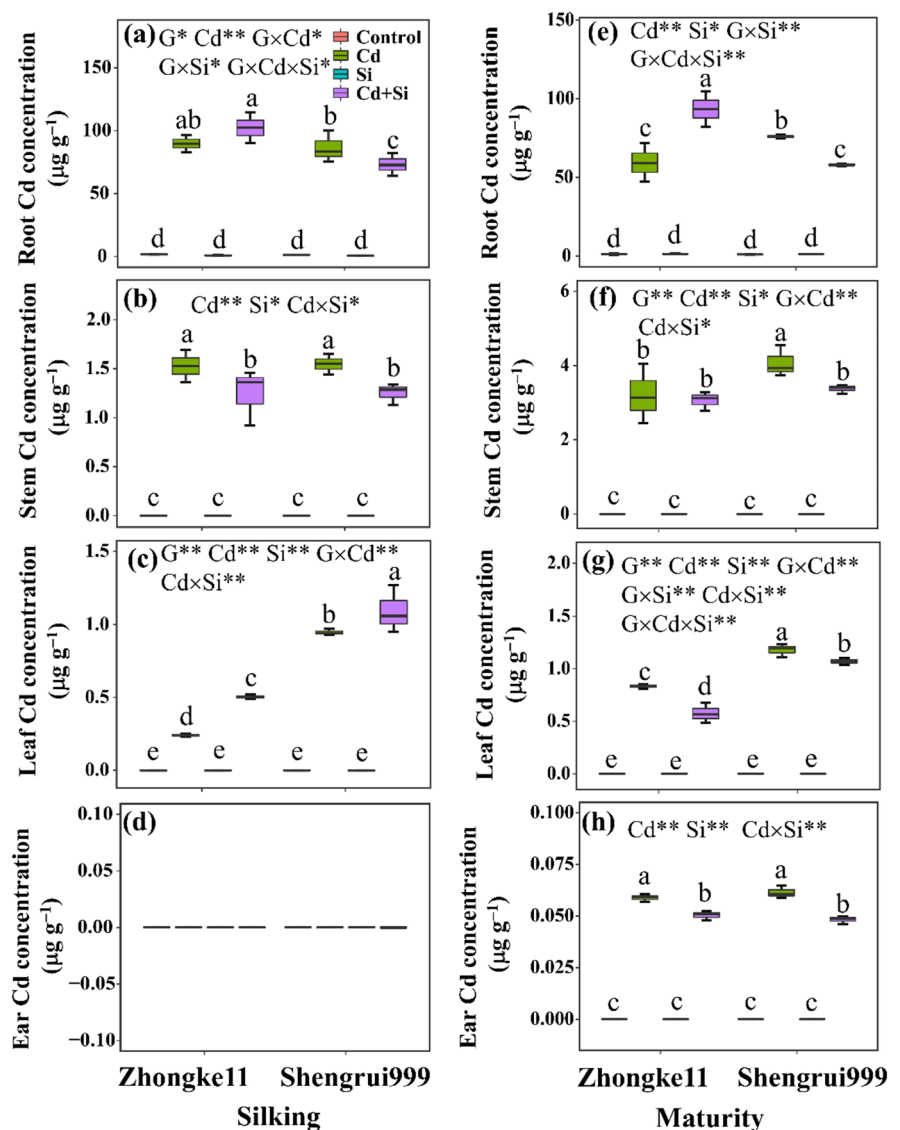 (a) G* Cd** G×Cd*
G×Si* G×Cd×Si*
Control
Cd
Si
Cd+Si
Root Cd concentration
(µg g⁻¹)
150
100
50
0
ab
a
b
c
d
d
d
d
(e) Cd** Si* G×Si**
G×Cd×Si**
Root Cd concentration
(µg g⁻¹)
150
100
50
0
c
a
b
c
d
d
d
d
(b) Cd** Si* Cd×Si*
Stem Cd concentration
(µg g⁻¹)
2.0
1.5
1.0
0.5
0.0
a
b
a
b
c
c
c
c
(f) G** Cd** Si* G×Cd**
Cd×Si*
Stem Cd concentration
(µg g⁻¹)
6
4
2
0
b
b
a
b
c
c
c
c
(c) G** Cd** Si** G×Cd**
Cd×Si**
Leaf Cd concentration
(µg g⁻¹)
1.5
1.0
0.5
0.0
d
c
b
a
e
e
e
e
(g) G** Cd** Si** G×Cd**
G×Si** Cd×Si**
G×Cd×Si**
Leaf Cd concentration
(µg g⁻¹)
2.0
1.5
1.0
0.5
0.0
c
d
a
b
e
e
e
e
(d)
Ear Cd concentration
(µg g⁻¹)
0.10
0.05
0.00
−0.05
−0.10
(h) Cd** Si** Cd×Si**
Ear Cd concentration
(µg g⁻¹)
0.100
0.075
0.050
0.025
0.000
a
b
a
b
c
c
c
c
Zhongke11 Shengrui999
Silking
Zhongke11 Shengrui999
Maturity